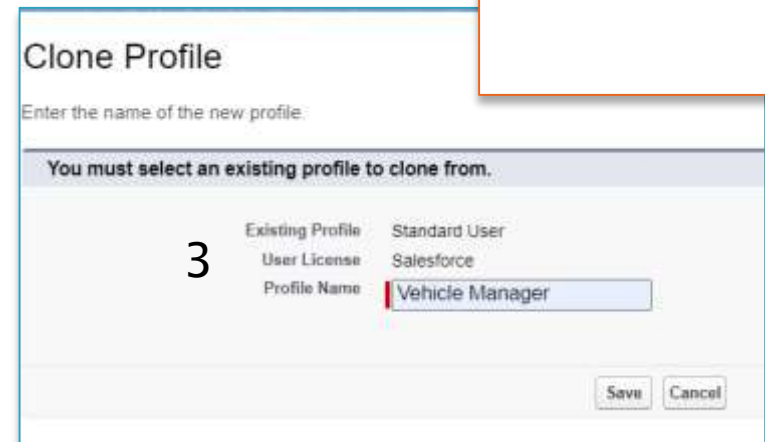 Clone Profile
Enter the name of the new profile.
You must select an existing profile to clone from.
3
Existing Profile Standard User
User License Salesforce
Profile Name Vehicle Manager
Save Cancel